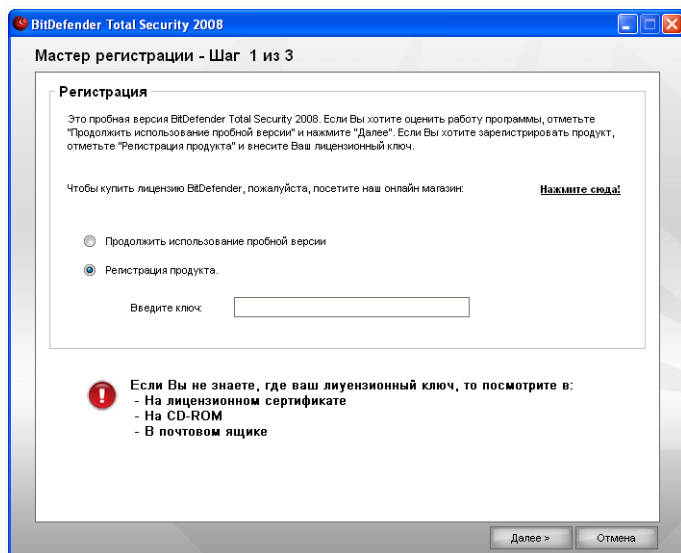 BitDefender Total Security 2008
Мастер регистрации - Шаг 1 из 3
Регистрация
Это пробная версия BitDefender Total Security 2008. Если Вы хотите оценить работу программы, отметьте
"Продолжить использование пробной версии" и нажмите "Далее". Если Вы хотите зарегистрировать продукт,
отметьте "Регистрация продукта" и внесите Ваш лицензионный ключ.
Чтобы купить лицензию BitDefender, пожалуйста, посетите наш онлайн магазин: Нажмите сюда!
Продолжить использование пробной версии
Регистрация продукта.
Введите ключ:
Если Вы не знаете, где ваш лиуензионный ключ, то посмотрите в:
- На лицензионном сертификате
- На CD-ROM
- В почтовом ящике
Далее > Отмена